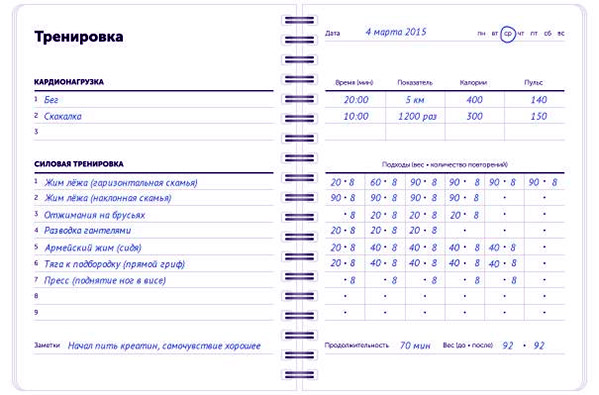 Тренировка
КАРДИОНАГРУЗКА
1 Бег
2 Скакалка
3
СИЛОВАЯ ТРЕНИРОВКА
1 Жим лёжа (гаризонтальная скамья)
2 Жим лёжа (наклонная скамья)
3 Отжимания на брусьях
4 Разводка гантелями
5 Армейский жим (сидя)
6 Тяга к подбородку (прямой гриф)
7 Пресс (поднятие ног в висе)
8
9
Заметки Начал пить креатин, самочувствие хорошее
Дата 4 марта 2015 пн вт ср чт пт сб вс
Время (мин) Показатель Калории Пульс
20:00 5 км 400 140
10:00 1200 раз 300 150
Подходы (вес • количество повторений)
20 • 8 60 • 8 90 • 8 90 • 8 90 • 8 90 • 8
90 • 8 90 • 8 90 • 8 90 • 8 • •
• 8 20 • 8 20 • 8 20 • 8 • •
20 • 8 20 • 8 20 • 8 • • •
20 • 8 40 • 8 40 • 8 40 • 8 40 • 8 •
20 • 8 40 • 8 40 • 8 40 • 8 40 • 8 •
• 8 • 8 • 8 • 8 • 8 •
• • • • • •
• • • • • •
Продолжительность 70 мин Вес (до • после) 92 • 92